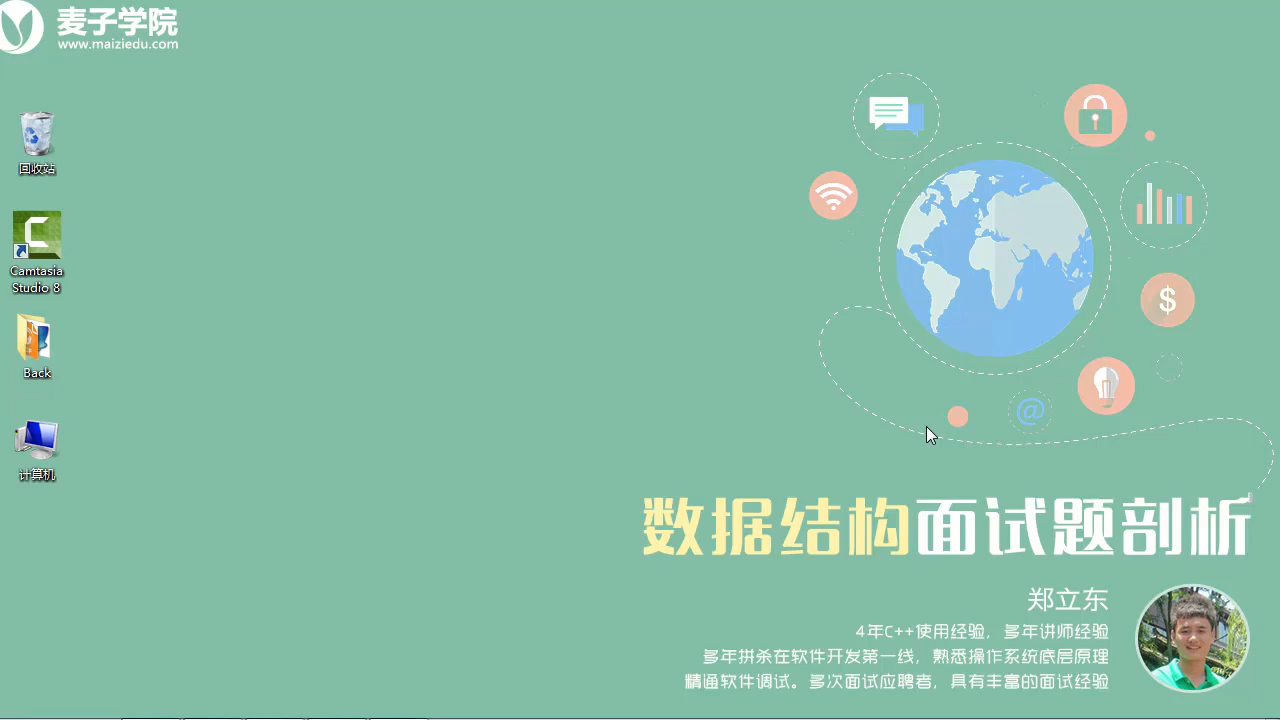 麦子学院
www.maiziedu.com
回收站
Camtasia
Studio 8
Back
计算机
$
@
数据结构面试题剖析
郑立东
4年C++使用经验，多年讲师经验
多年拼杀在软件开发第一线，熟悉操作系统底层原理
精通软件调试。多次面试应聘者，具有丰富的面试经验